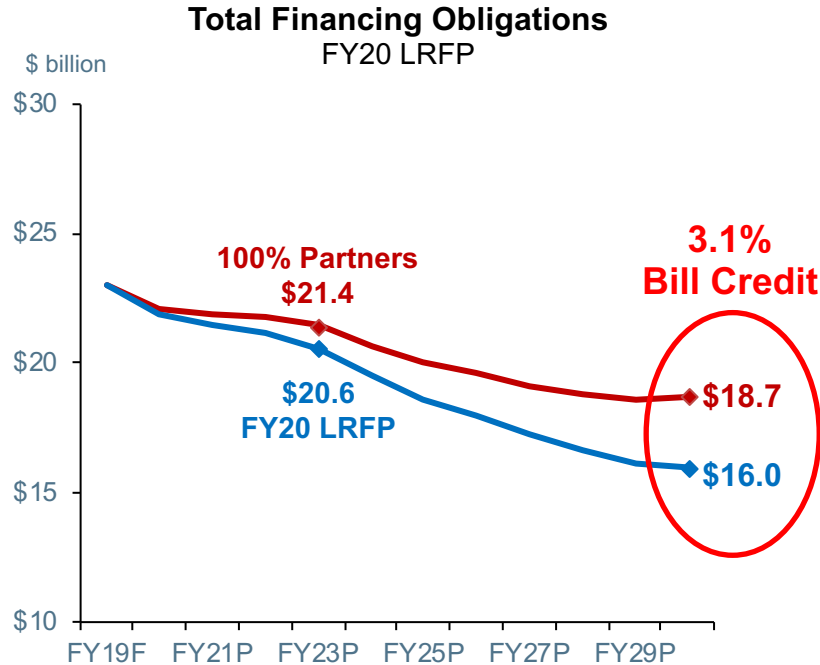 Total Financing Obligations
FY20 LRFP
$ billion
$30
$25
$20
$15
$10
100% Partners
$21.4
$20.6
FY20 LRFP
3.1%
Bill Credit
$18.7
$16.0
FY19F FY21P FY23P FY25P FY27P FY29P